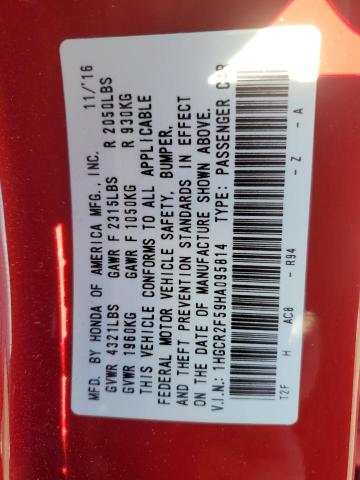 MFD. BY HONDA OF AMERICA MFG., INC. 11/'16
GVWR 4321LBS GAWR F 2315LBS R 2050LBS
GVWR 1960KG GAWR F 1050KG R 930KG
THIS VEHICLE CONFORMS TO ALL APPLICABLE
FEDERAL MOTOR VEHICLE SAFETY, BUMPER,
AND THEFT PREVENTION STANDARDS IN EFFECT
ON THE DATE OF MANUFACTURE SHOWN ABOVE.
V.I.N.: 1HGCR2F59HA095814 TYPE: PASSENGER CAR
T2F H AC8 - R94 - Z - A